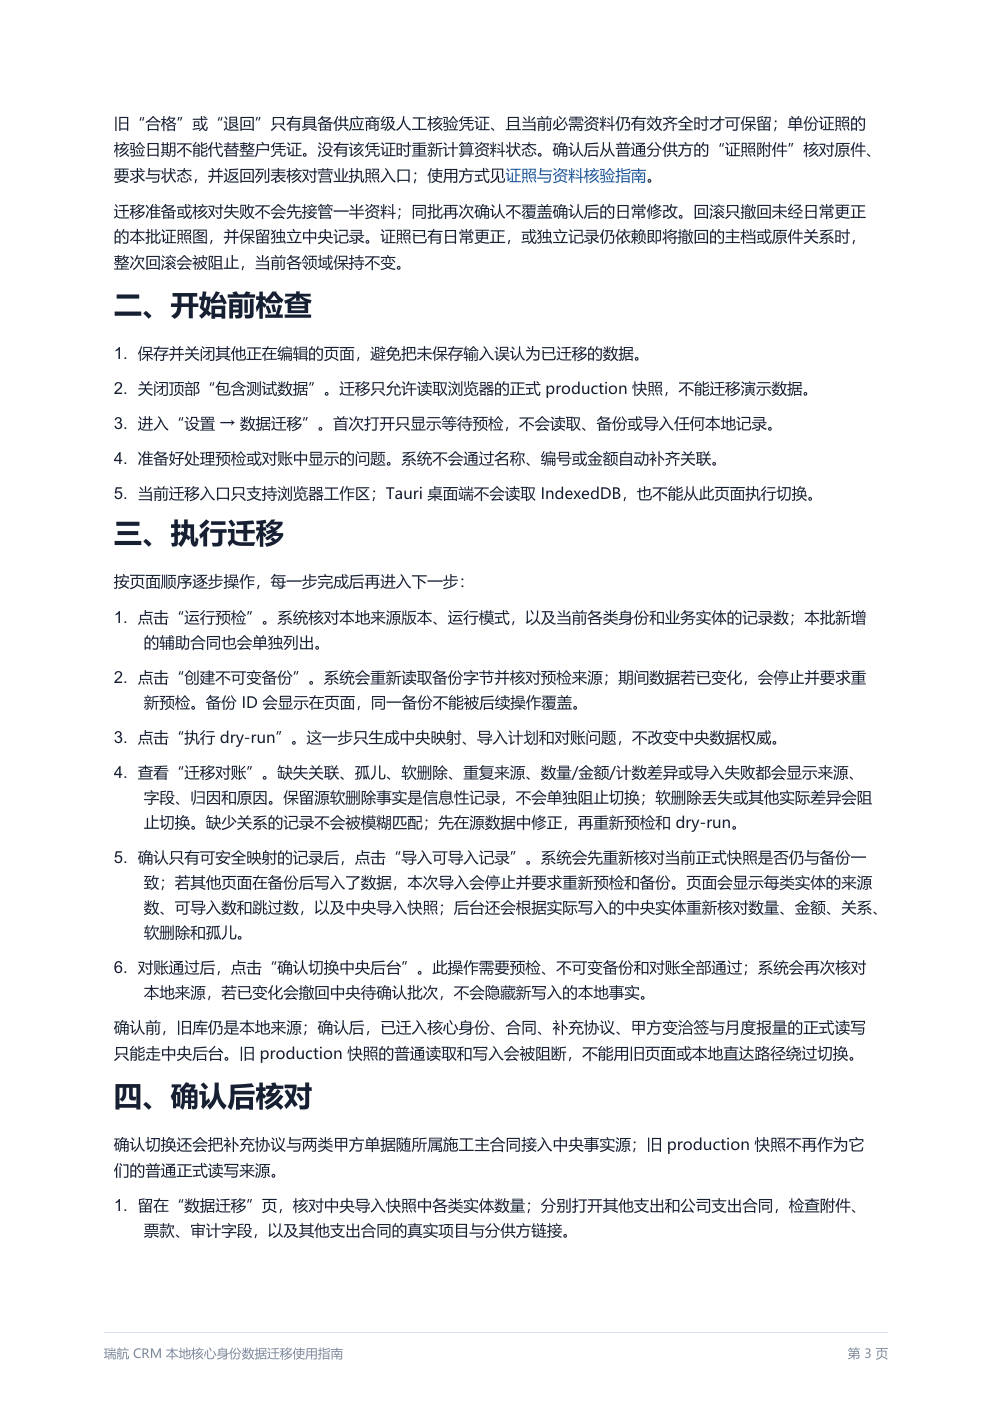 旧“合格”或“退回”只有具备供应商级人工核验凭证、且当前必需资料仍有效齐全时才可保留；单份证照的
核验日期不能代替整户凭证。没有该凭证时重新计算资料状态。确认后从普通分供方的“证照附件”核对原件、
要求与状态，并返回列表核对营业执照入口；使用方式见证照与资料核验指南。
迁移准备或核对失败不会先接管一半资料；同批再次确认不覆盖确认后的日常修改。回滚只撤回未经日常更正
的本批证照图，并保留独立中央记录。证照已有日常更正，或独立记录仍依赖即将撤回的主档或原件关系时，
整次回滚会被阻止，当前各领域保持不变。
二、开始前检查
1. 保存并关闭其他正在编辑的页面，避免把未保存输入误认为已迁移的数据。
2. 关闭顶部“包含测试数据”。迁移只允许读取浏览器的正式 production 快照，不能迁移演示数据。
3. 进入“设置 → 数据迁移”。首次打开只显示等待预检，不会读取、备份或导入任何本地记录。
4. 准备好处理预检或对账中显示的问题。系统不会通过名称、编号或金额自动补齐关联。
5. 当前迁移入口只支持浏览器工作区；Tauri 桌面端不会读取 IndexedDB，也不能从此页面执行切换。
三、执行迁移
按页面顺序逐步操作，每一步完成后再进入下一步：
1. 点击“运行预检”。系统核对本地来源版本、运行模式，以及当前各类身份和业务实体的记录数；本批新增
的辅助合同也会单独列出。
2. 点击“创建不可变备份”。系统会重新读取备份字节并核对预检来源；期间数据若已变化，会停止并要求重
新预检。备份 ID 会显示在页面，同一备份不能被后续操作覆盖。
3. 点击“执行 dry-run”。这一步只生成中央映射、导入计划和对账问题，不改变中央数据权威。
4. 查看“迁移对账”。缺失关联、孤儿、软删除、重复来源、数量/金额/计数差异或导入失败都会显示来源、
字段、归因和原因。保留源软删除事实是信息性记录，不会单独阻止切换；软删除丢失或其他实际差异会阻
止切换。缺少关系的记录不会被模糊匹配；先在源数据中修正，再重新预检和 dry-run。
5. 确认只有可安全映射的记录后，点击“导入可导入记录”。系统会先重新核对当前正式快照是否仍与备份一
致；若其他页面在备份后写入了数据，本次导入会停止并要求重新预检和备份。页面会显示每类实体的来源
数、可导入数和跳过数，以及中央导入快照；后台还会根据实际写入的中央实体重新核对数量、金额、关系、
软删除和孤儿。
6. 对账通过后，点击“确认切换中央后台”。此操作需要预检、不可变备份和对账全部通过；系统会再次核对
本地来源，若已变化会撤回中央待确认批次，不会隐藏新写入的本地事实。
确认前，旧库仍是本地来源；确认后，已迁入核心身份、合同、补充协议、甲方变洽签与月度报量的正式读写
只能走中央后台。旧 production 快照的普通读取和写入会被阻断，不能用旧页面或本地直达路径绕过切换。
四、确认后核对
确认切换还会把补充协议与两类甲方单据随所属施工主合同接入中央事实源；旧 production 快照不再作为它
们的普通正式读写来源。
1. 留在“数据迁移”页，核对中央导入快照中各类实体数量；分别打开其他支出和公司支出合同，检查附件、
票款、审计字段，以及其他支出合同的真实项目与分供方链接。
瑞航 CRM 本地核心身份数据迁移使用指南
第 3 页